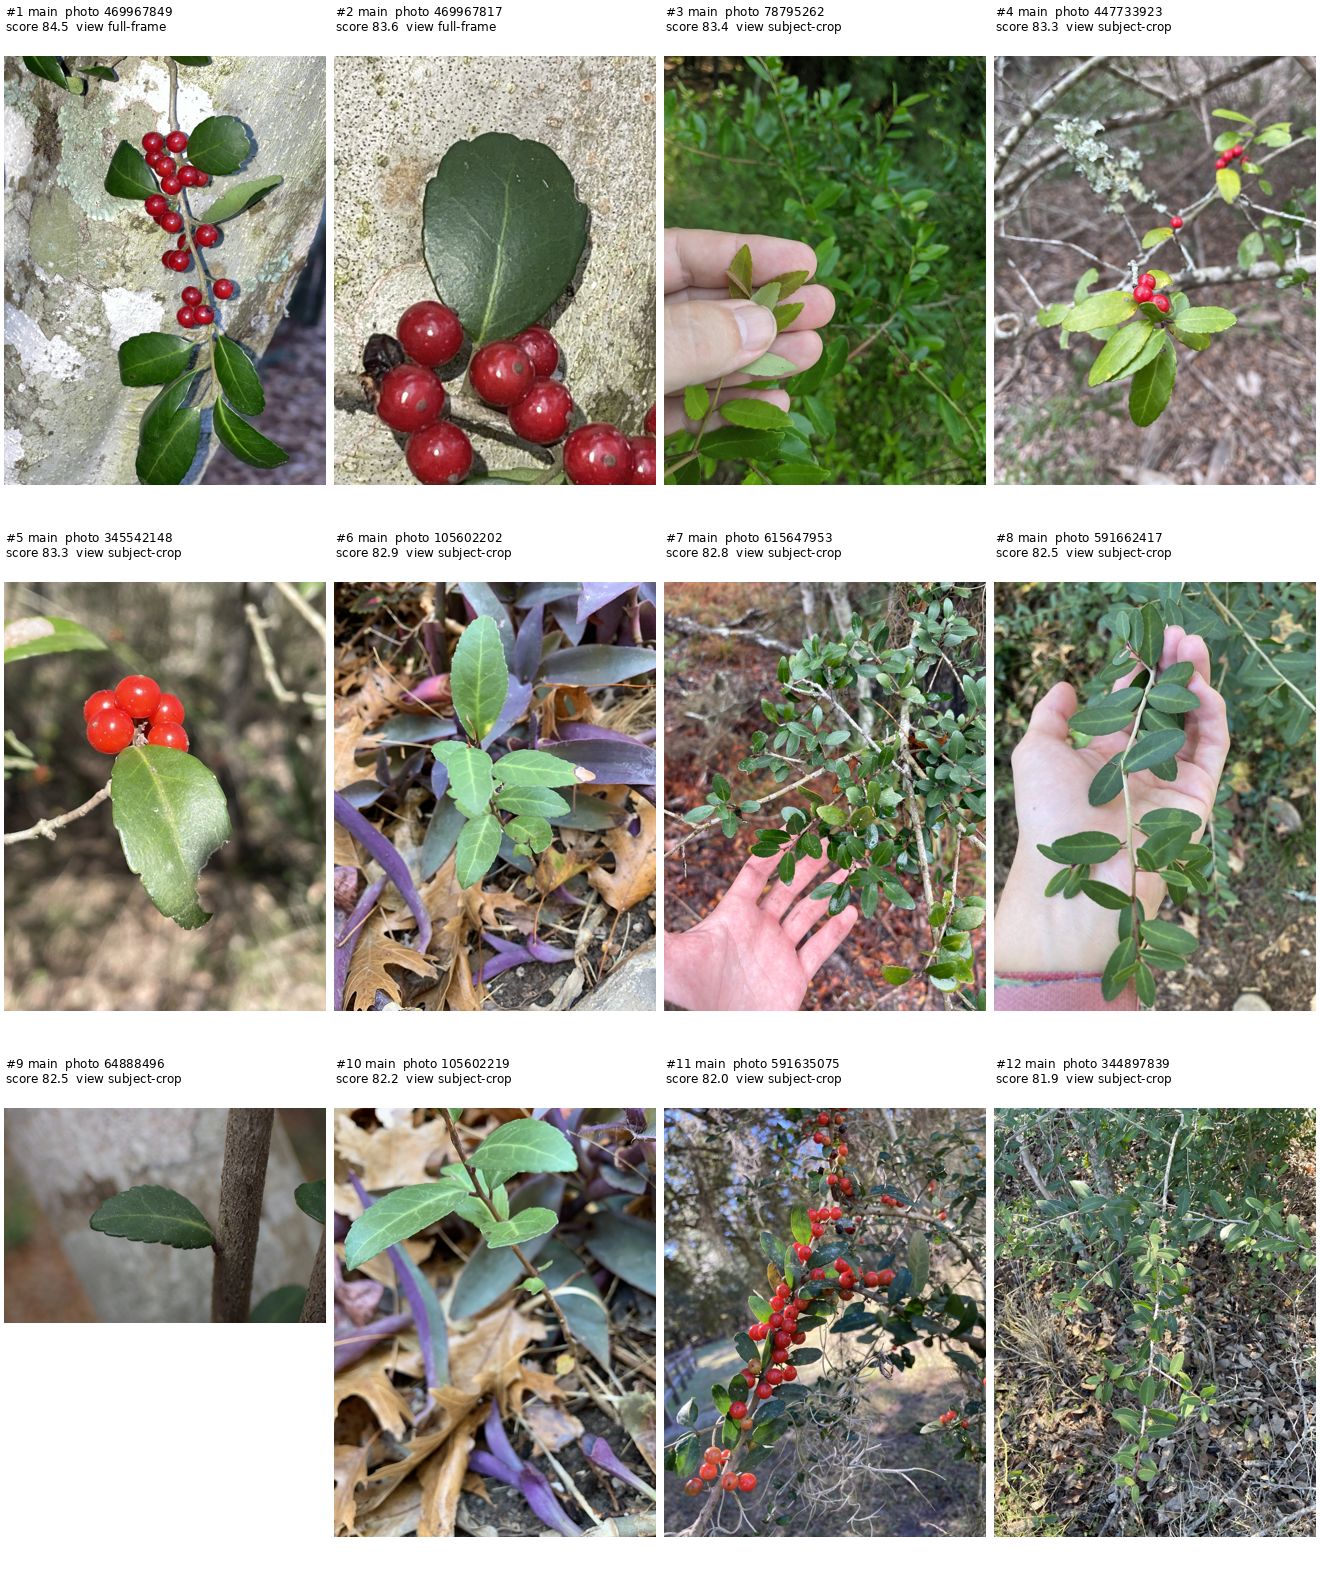 #1 main photo 469967849
score 84.5 view full-frame
#2 main photo 469967817
score 83.6 view full-frame
#3 main photo 78795262
score 83.4 view subject-crop
#4 main photo 447733923
score 83.3 view subject-crop
#5 main photo 345542148
score 83.3 view subject-crop
#6 main photo 105602202
score 82.9 view subject-crop
#7 main photo 615647953
score 82.8 view subject-crop
#8 main photo 591662417
score 82.5 view subject-crop
#9 main photo 64888496
score 82.5 view subject-crop
#10 main photo 105602219
score 82.2 view subject-crop
#11 main photo 591635075
score 82.0 view subject-crop
#12 main photo 344897839
score 81.9 view subject-crop